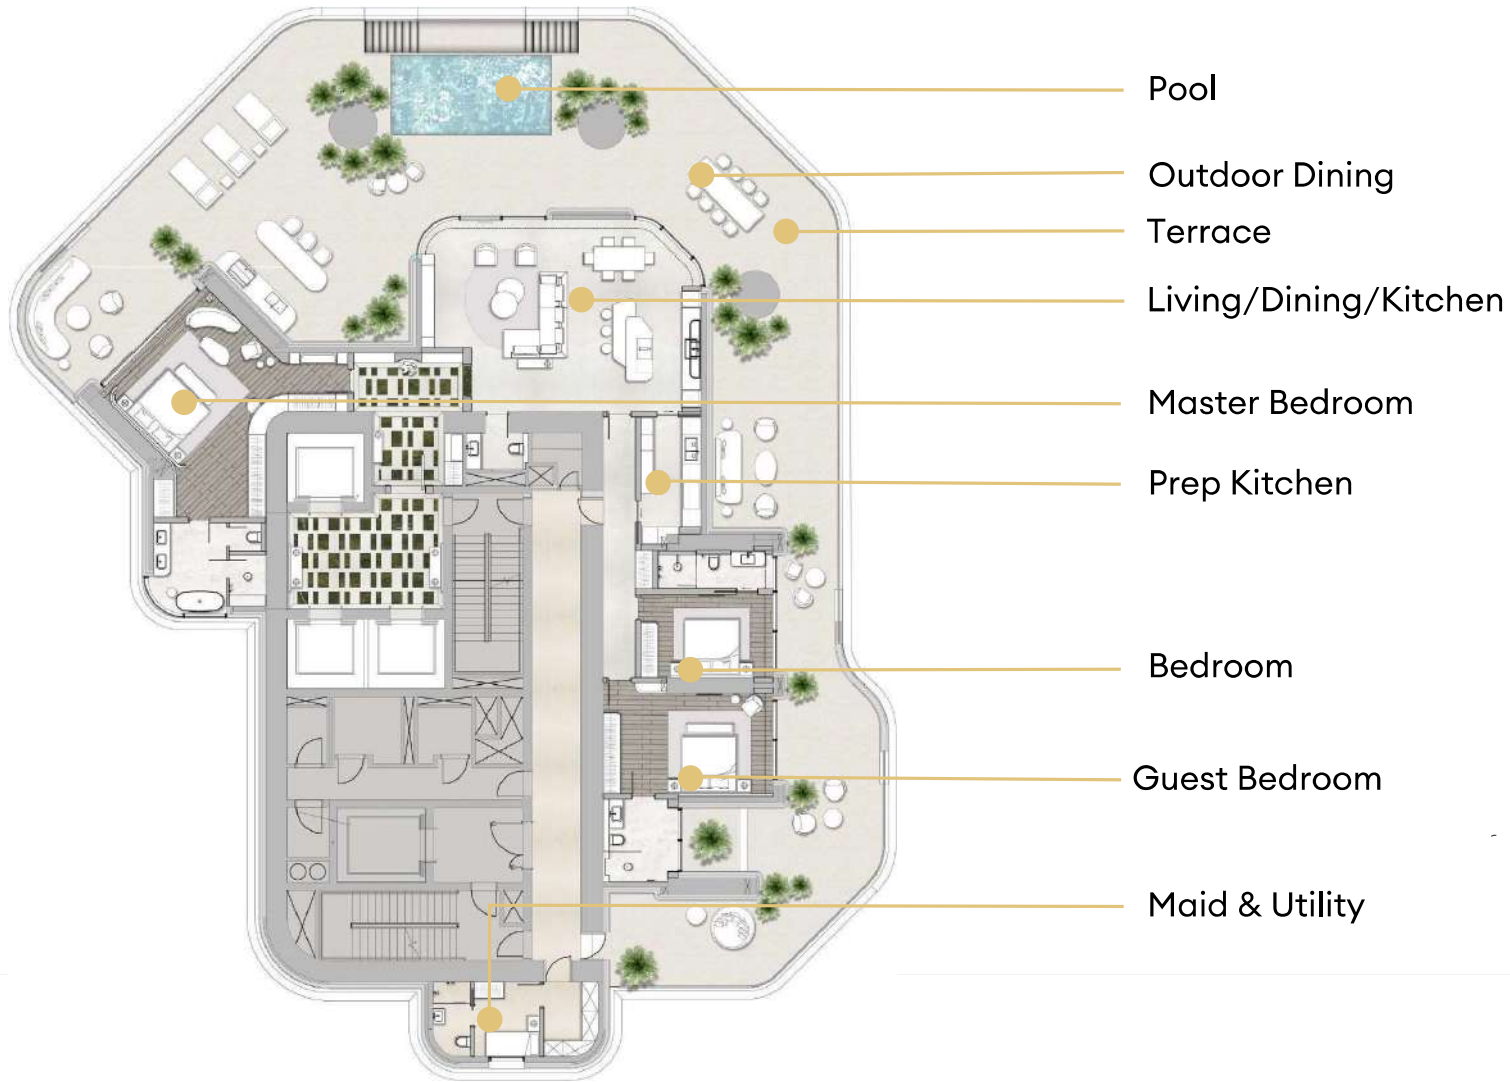 Pool
Outdoor Dining
Terrace
Living/Dining/Kitchen
Master Bedroom
Prep Kitchen
Bedroom
Guest Bedroom
Maid & Utility